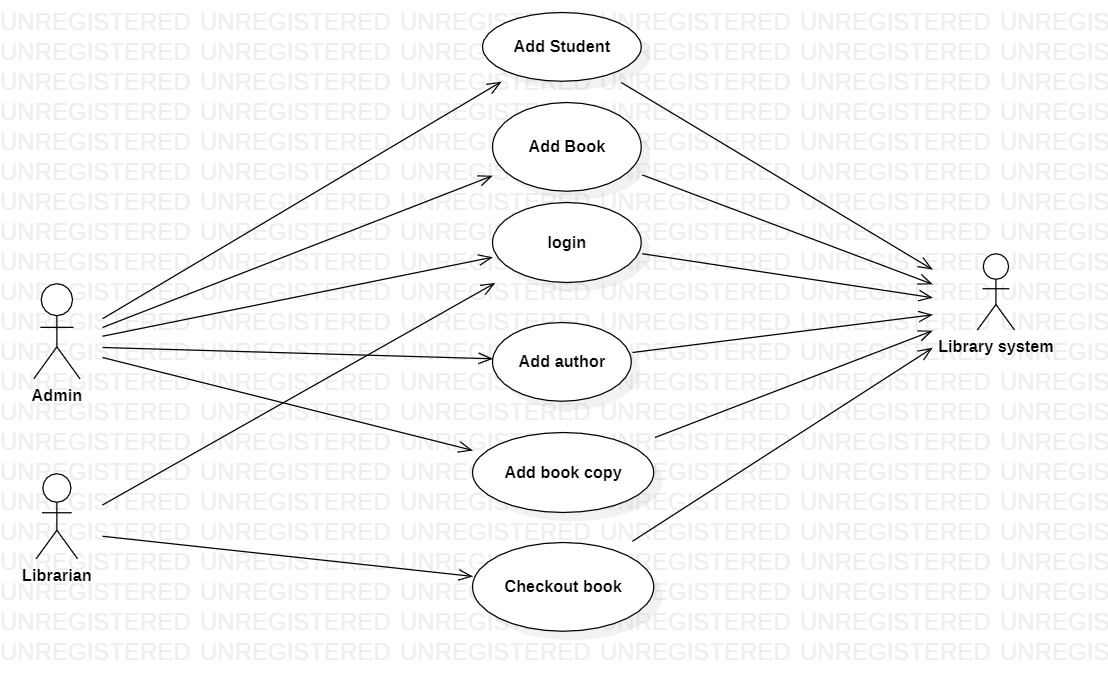 Add Student
Add Book
login
Library system
Add author
Admin
Add book copy
Librarian
Checkout book
UNREGISTERED UNREGISTERED UNREGISTERED UNREGISTERED UNREGISTERED UNREGIS